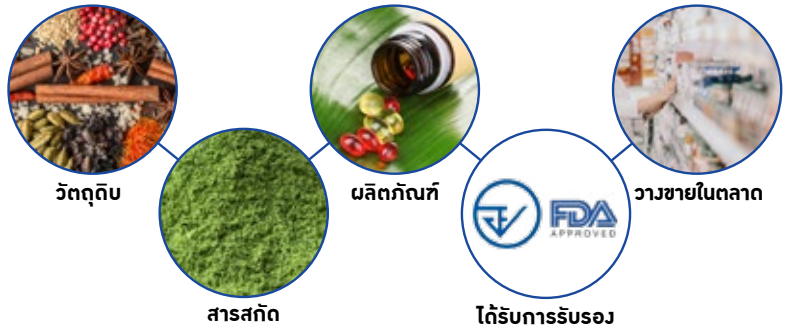 วัตถุดิบ
สารสกัด
ผลิตภัณฑ์
FDA
APPROVED
ได้รับการรับรอง
วางขายในตลาด